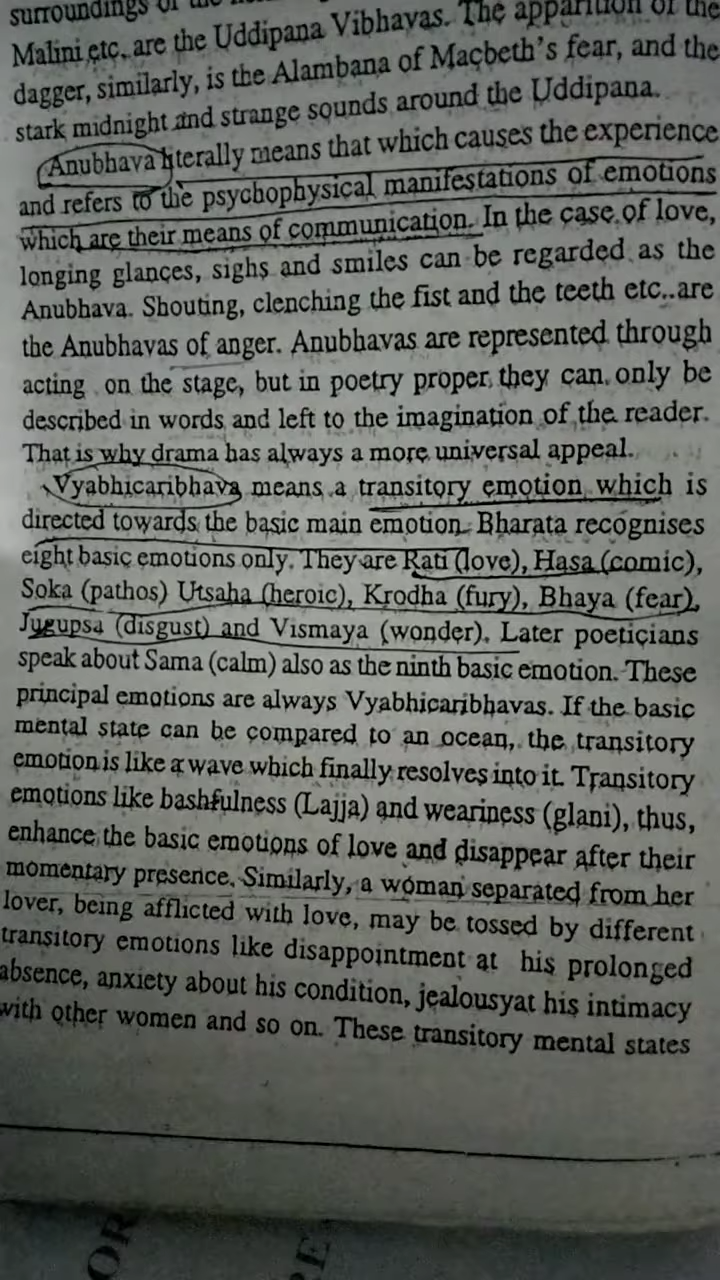 surroundings of the
Malini etc. are the Uddipana Vibhavas. The apparition of the
dagger, similarly, is the Alambana of Macbeth's fear, and the
stark midnight and strange sounds around the Uddipana.
Anubhava literally means that which causes the experience
and refers to the psychophysical manifestations of emotions
which are their means of communication. In the case of love,
longing glances, sighs and smiles can be regarded as the
Anubhava. Shouting, clenching the fist and the teeth etc..are
the Anubhavas of anger. Anubhavas are represented through
acting on the stage, but in poetry proper they can only be
described in words and left to the imagination of the reader.
That is why drama has always a more universal appeal.
Vyabhicaribhava means a transitory emotion which is
directed towards the basic main emotion. Bharata recognises
eight basic emotions only. They are Rati (love), Hasa (comic),
Soka (pathos) Utsaha (heroic), Krodha (fury), Bhaya (fear),
Jugupsa (disgust) and Vismaya (wonder). Later poeticians
speak about Sama (calm) also as the ninth basic emotion. These
principal emotions are always Vyabhicaribhavas. If the basic
mental state can be compared to an ocean, the transitory
emotion is like a wave which finally resolves into it. Transitory
emotions like bashfulness (Lajja) and weariness (glani), thus,
enhance the basic emotions of love and disappear after their
momentary presence. Similarly, a woman separated from her
lover, being afflicted with love, may be tossed by different
transitory emotions like disappointment at his prolonged
absence, anxiety about his condition, jealousyat his intimacy
with other women and so on. These transitory mental states
OR